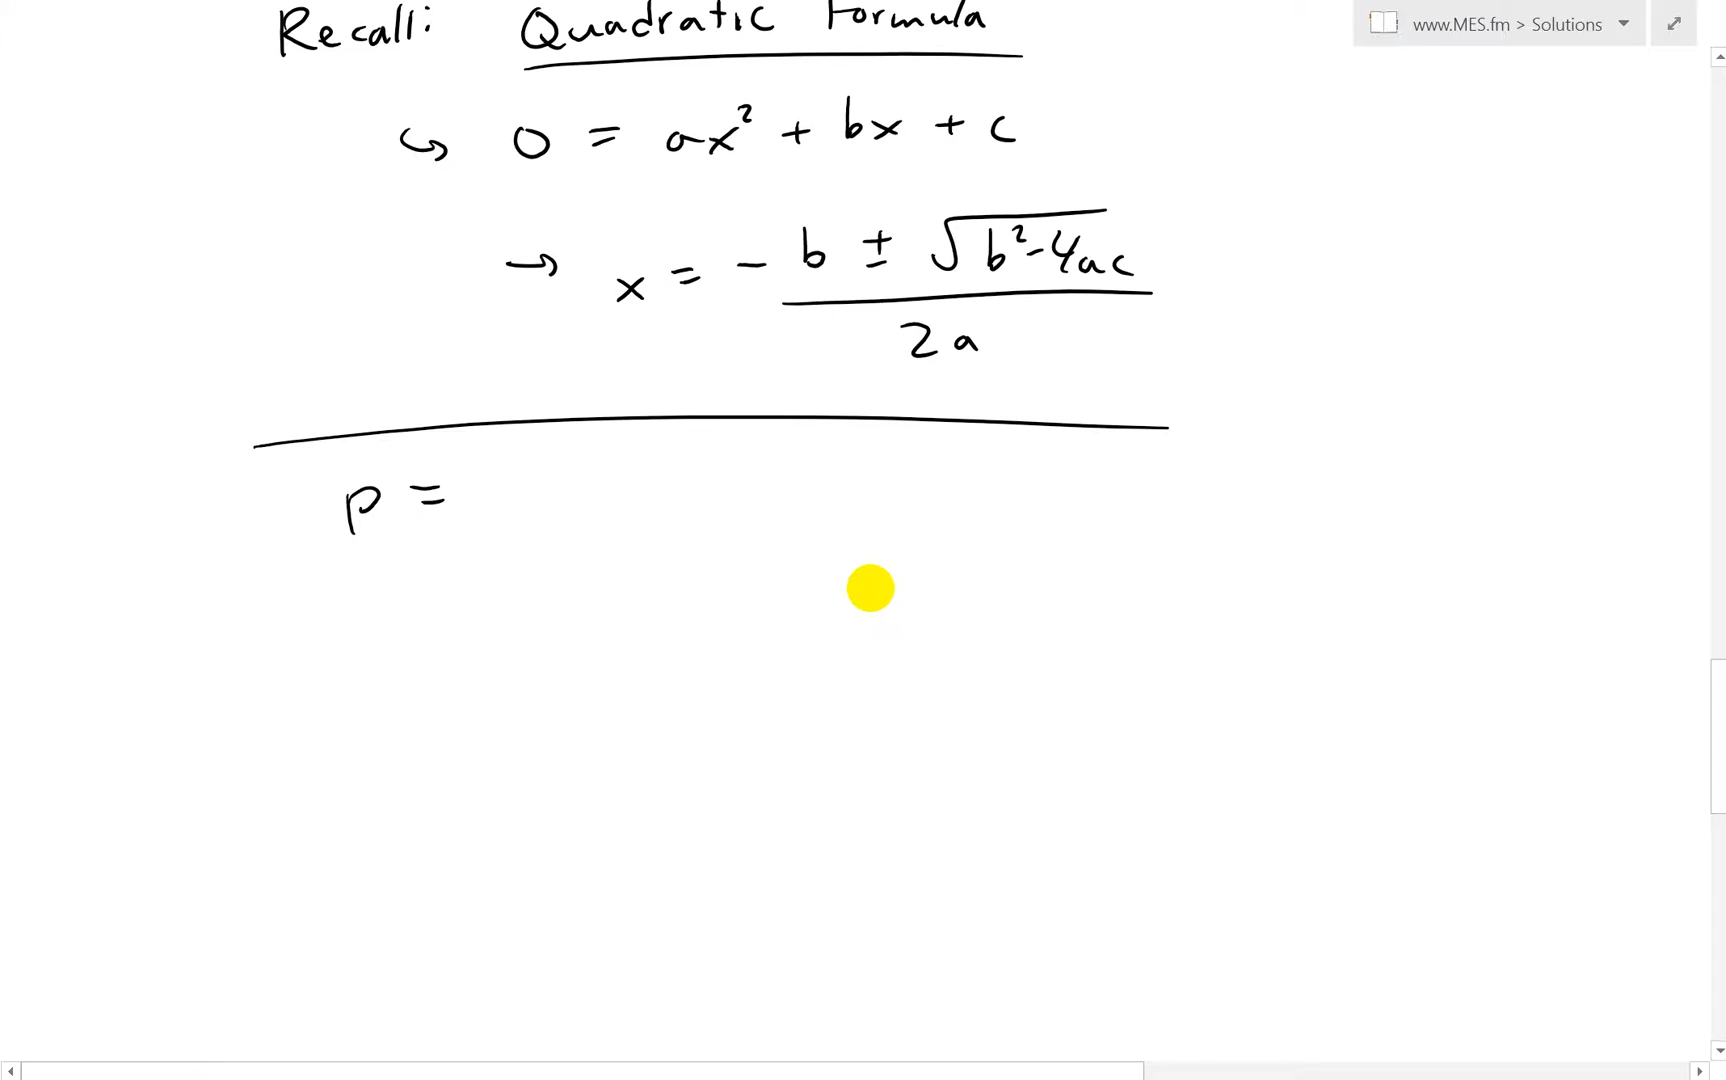 Recall: Quadratic Formula
www.MES.fm > Solutions
↪ 0 = ax² + bx + c
→ x = - b ± √b²-4ac
2a
p =